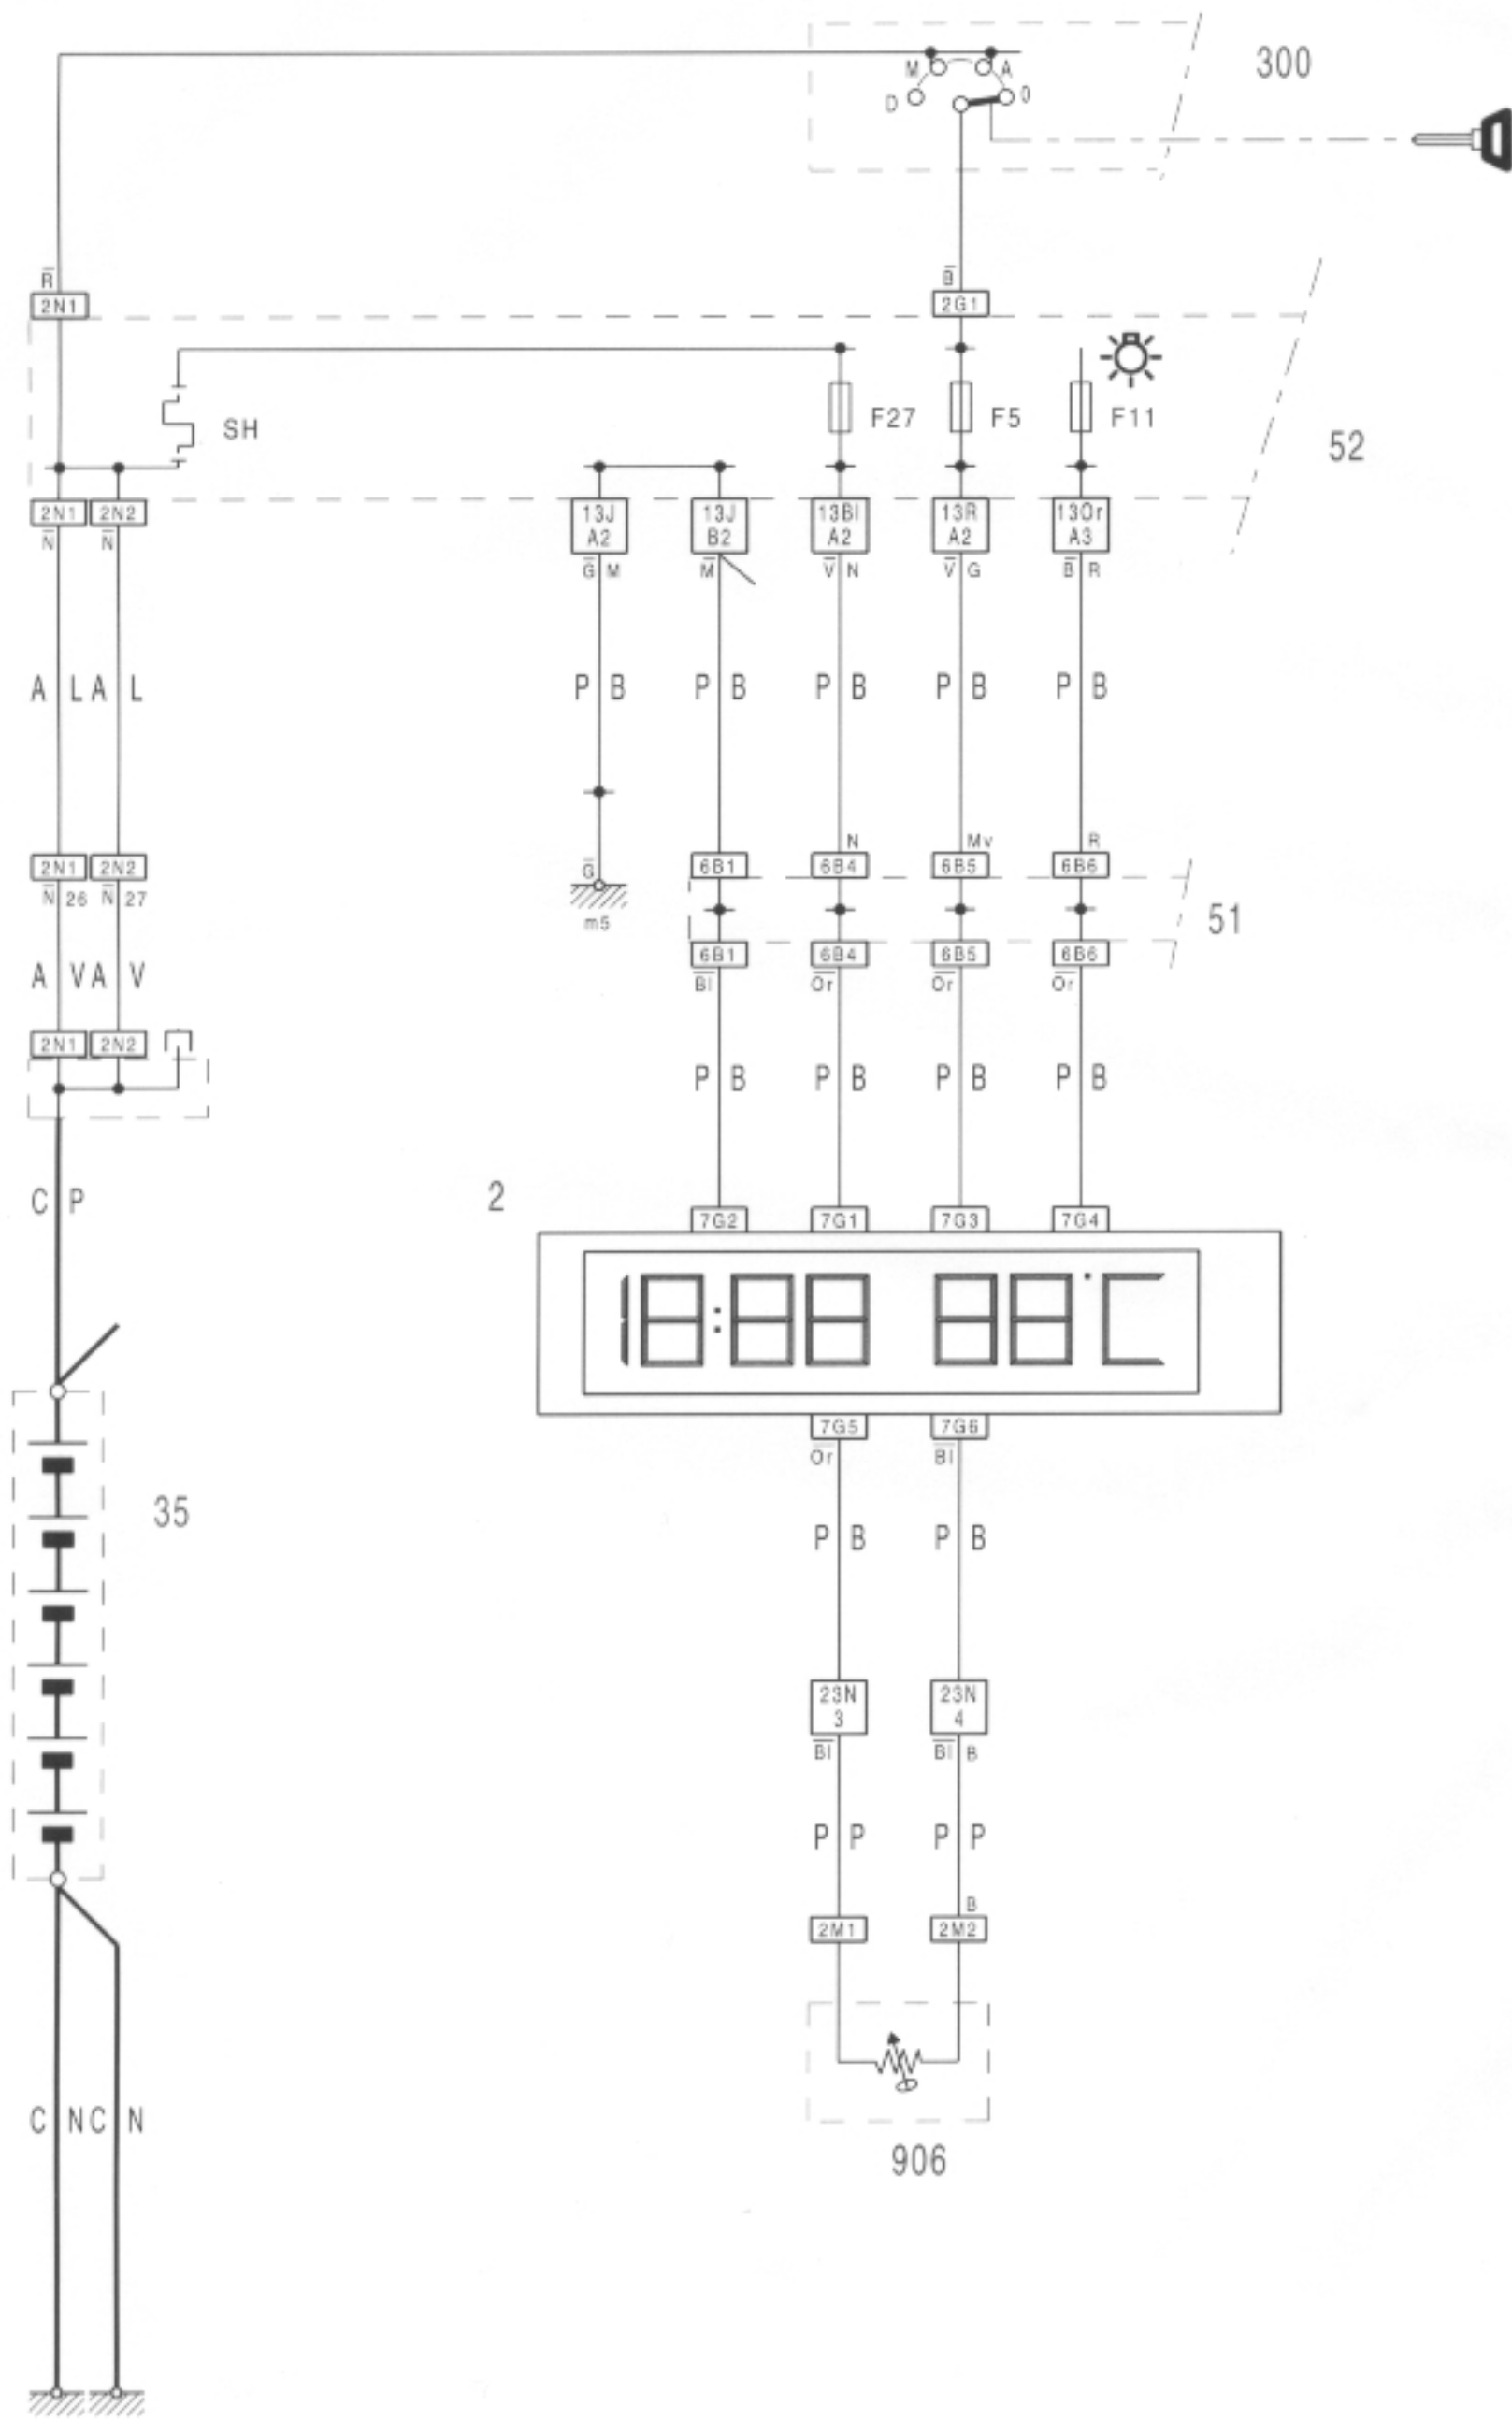 300
M A
D 0
R B
2N1 2G1
SH F27 F5 F11
52
2N1 2N2 13J 13J 13Bl 13R 13Or
A2 B2 A2 A2 A3
N N G M M V N V G B R
A L A L P B P B P B P B P B
N Mv R
2N1 2N2 6B1 6B4 6B5 6B6
N 26 N 27 G
m5 51
6B1 6B4 6B5 6B6
A V A V Bl Or Or Or
2N1 2N2
P B P B P B P B
C P 2
7G2 7G1 7G3 7G4
18:88 88°C
7G5 7G6
Or Bl
35
P B P B
23N 23N
3 4
Bl Bl B
P P P P
B
2M1 2M2
C N C N
906